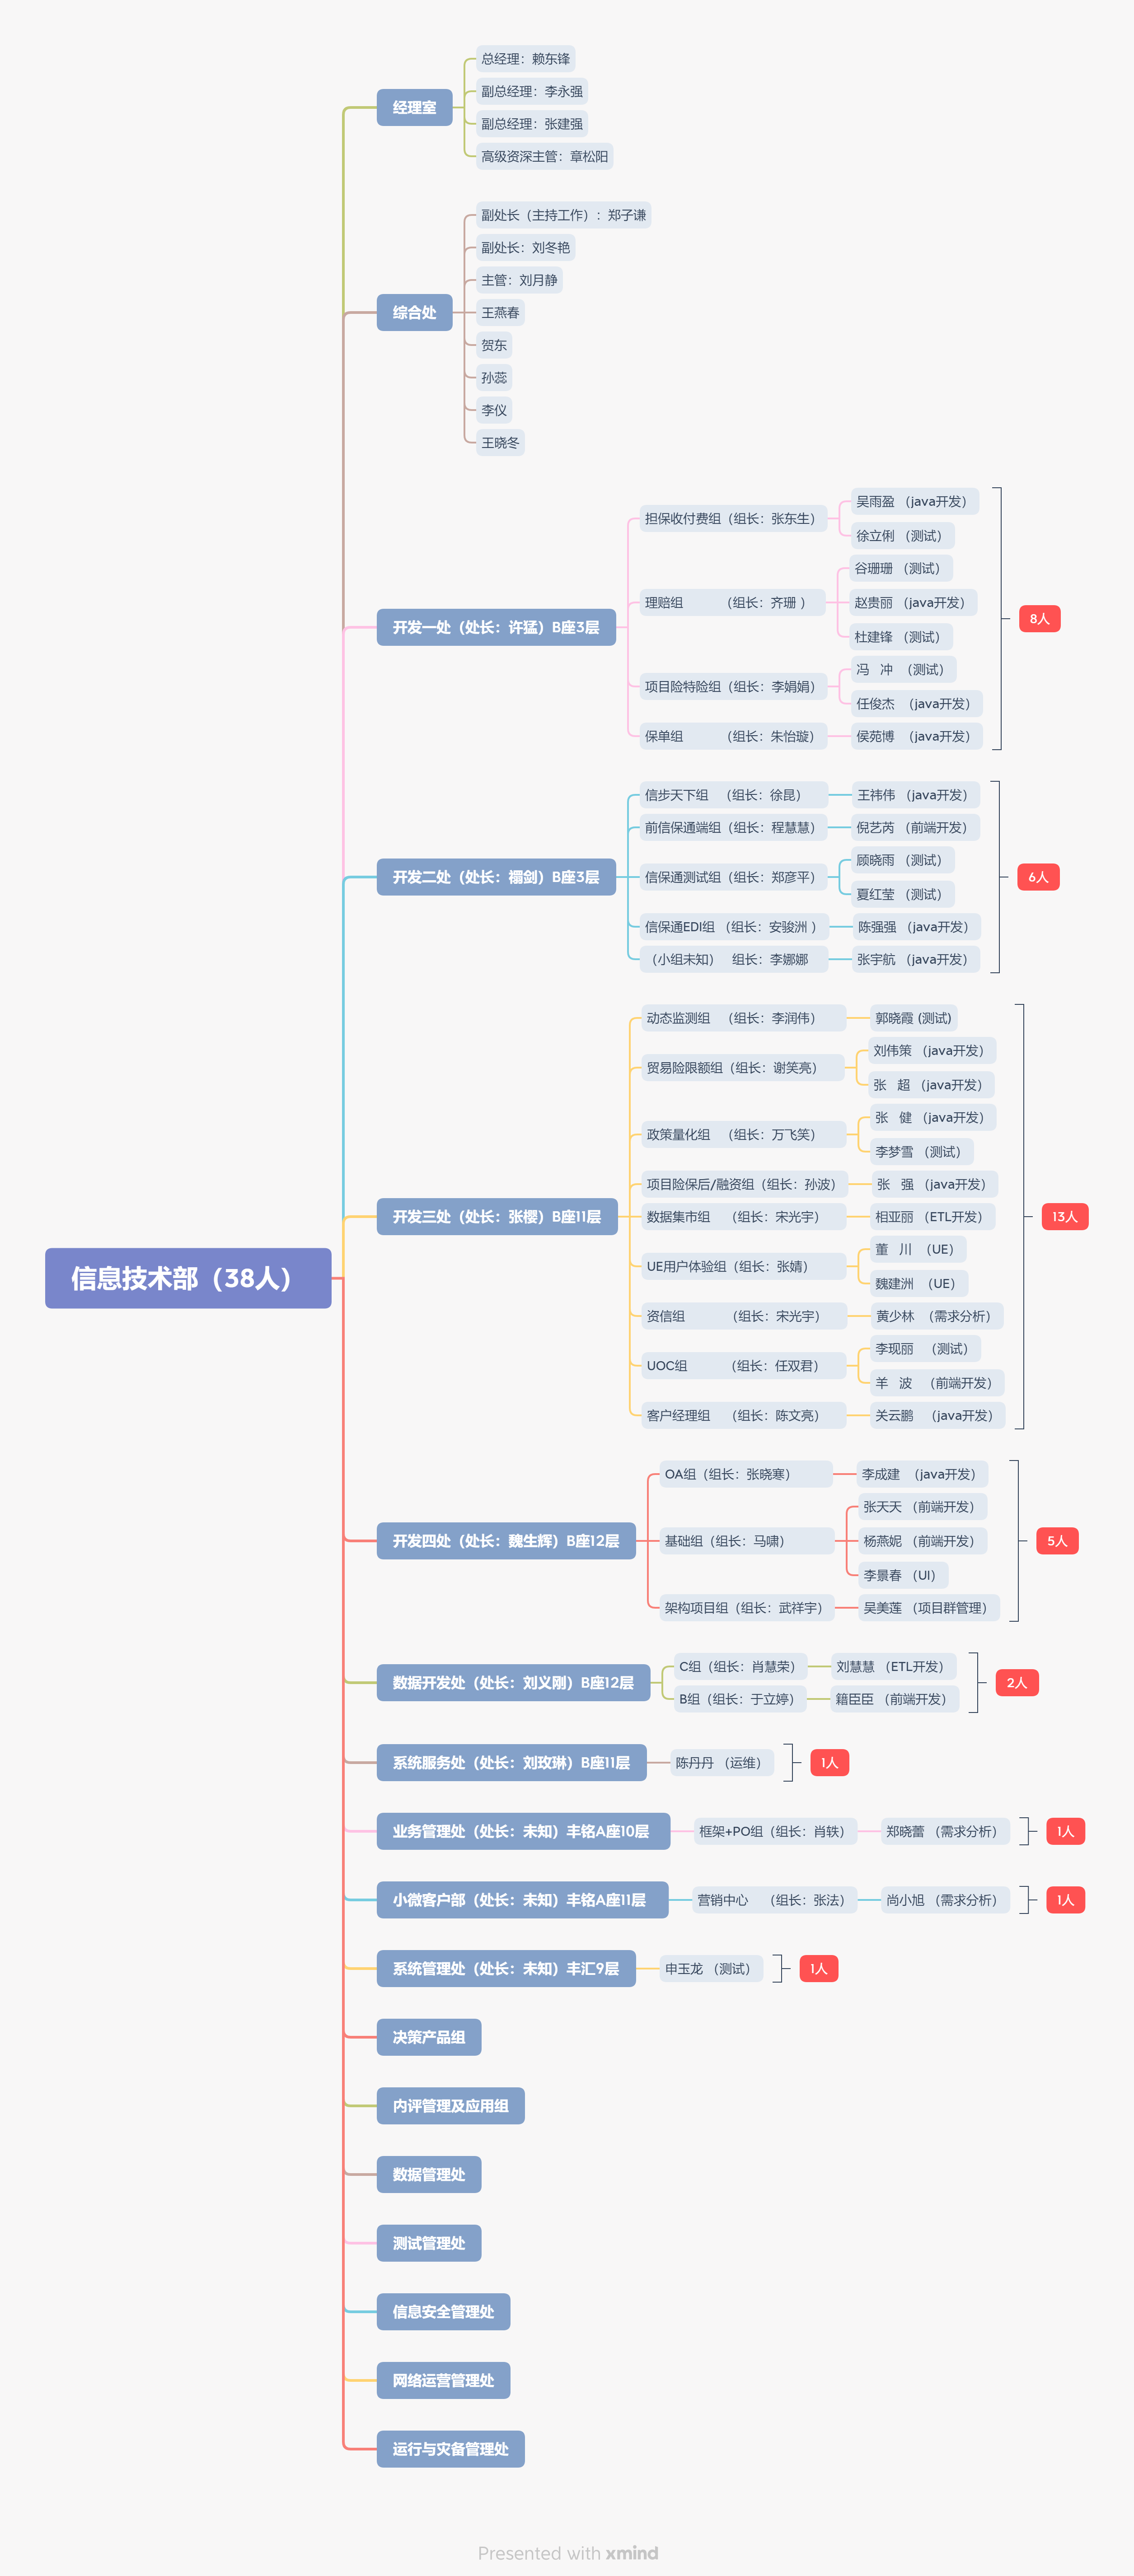 信息技术部（38人）
经理室
总经理：赖东锋
副总经理：李永强
副总经理：张建强
高级资深主管：章松阳
综合处
副处长（主持工作）：郑子谦
副处长：刘冬艳
主管：刘月静
王燕春
贺东
孙蕊
李仪
王晓冬
开发一处（处长：许猛）B座3层
担保收付费组（组长：张东生）
吴雨盈 （java开发）
徐立俐 （测试）
理赔组 （组长：齐珊 ）
谷珊珊 （测试）
赵贵丽 （java开发）
杜建锋 （测试）
项目险特险组（组长：李娟娟）
冯 冲 （测试）
任俊杰 （java开发）
保单组 （组长：朱怡璇）
侯苑博 （java开发）
8人
开发二处（处长：禤剑）B座3层
信步天下组 （组长：徐昆）
王祎伟 （java开发）
前信保通端组（组长：程慧慧）
倪艺芮 （前端开发）
信保通测试组（组长：郑彦平）
顾晓雨 （测试）
夏红莹 （测试）
信保通EDI组 （组长：安骏洲 ）
陈强强 （java开发）
（小组未知） 组长：李娜娜
张宇航 （java开发）
6人
开发三处（处长：张樱）B座11层
动态监测组 （组长：李润伟）
郭晓霞 (测试)
贸易险限额组（组长：谢笑亮）
刘伟策 （java开发）
张 超 （java开发）
政策量化组 （组长：万飞笑）
张 健 （java开发）
李梦雪 （测试）
项目险保后/融资组（组长：孙波）
张 强 （java开发）
数据集市组 （组长：宋光宇）
相亚丽 （ETL开发）
UE用户体验组（组长：张婧）
董 川 （UE）
魏建洲 （UE）
资信组 （组长：宋光宇）
黄少林 （需求分析）
UOC组 （组长：任双君）
李现丽 （测试）
羊 波 （前端开发）
客户经理组 （组长：陈文亮）
关云鹏 （java开发）
13人
开发四处（处长：魏生辉）B座12层
OA组（组长：张晓寒）
李成建 （java开发）
基础组（组长：马啸）
张天天 （前端开发）
杨燕妮 （前端开发）
李景春 （UI）
架构项目组（组长：武祥宇）
吴美莲 （项目群管理）
5人
数据开发处（处长：刘义刚）B座12层
C组（组长：肖慧荣）
刘慧慧 （ETL开发）
B组（组长：于立婷）
籍臣臣 （前端开发）
2人
系统服务处（处长：刘玫琳）B座11层
陈丹丹 （运维）
1人
业务管理处（处长：未知）丰铭A座10层
框架+PO组（组长：肖轶）
郑晓蕾 （需求分析）
1人
小微客户部（处长：未知）丰铭A座11层
营销中心 （组长：张法）
尚小旭 （需求分析）
1人
系统管理处（处长：未知）丰汇9层
申玉龙 （测试）
1人
决策产品组
内评管理及应用组
数据管理处
测试管理处
信息安全管理处
网络运营管理处
运行与灾备管理处
Presented with xmind